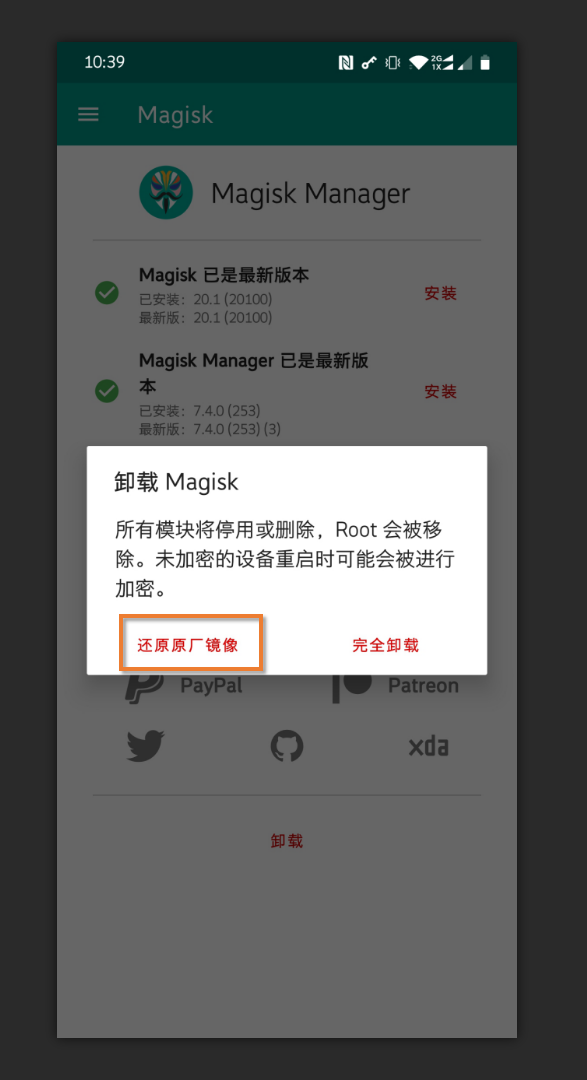 10:39
2G
1X
Magisk
Magisk Manager
Magisk 已是最新版本
已安装：20.1 (20100)
最新版：20.1 (20100)
安装
Magisk Manager 已是最新版
本
已安装：7.4.0 (253)
最新版：7.4.0 (253) (3)
安装
卸载 Magisk
所有模块将停用或删除，Root 会被移
除。未加密的设备重启时可能会被进行
加密。
还原原厂镜像
完全卸载
PayPal
Patreon
xda
卸载